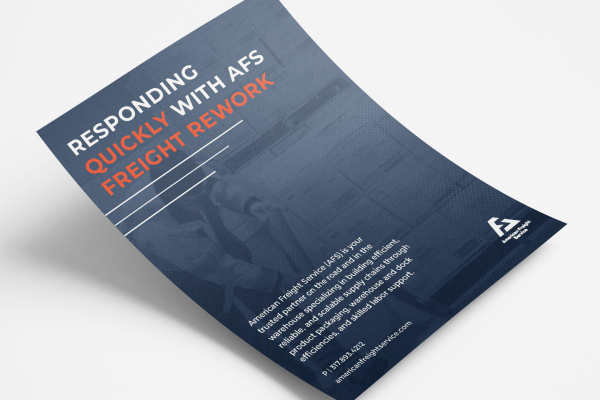 RESPONDING
QUICKLY WITH AFS
FREIGHT REWORK
American Freight Service (AFS) is your
trusted partner on the road and in the
warehouse specializing in building efficient,
reliable, and scalable supply chains through
product packaging, warehouse and dock
efficiencies, and skilled labor support.
P | 317.893.4212
americanfreightservice.com
American Freight
Service